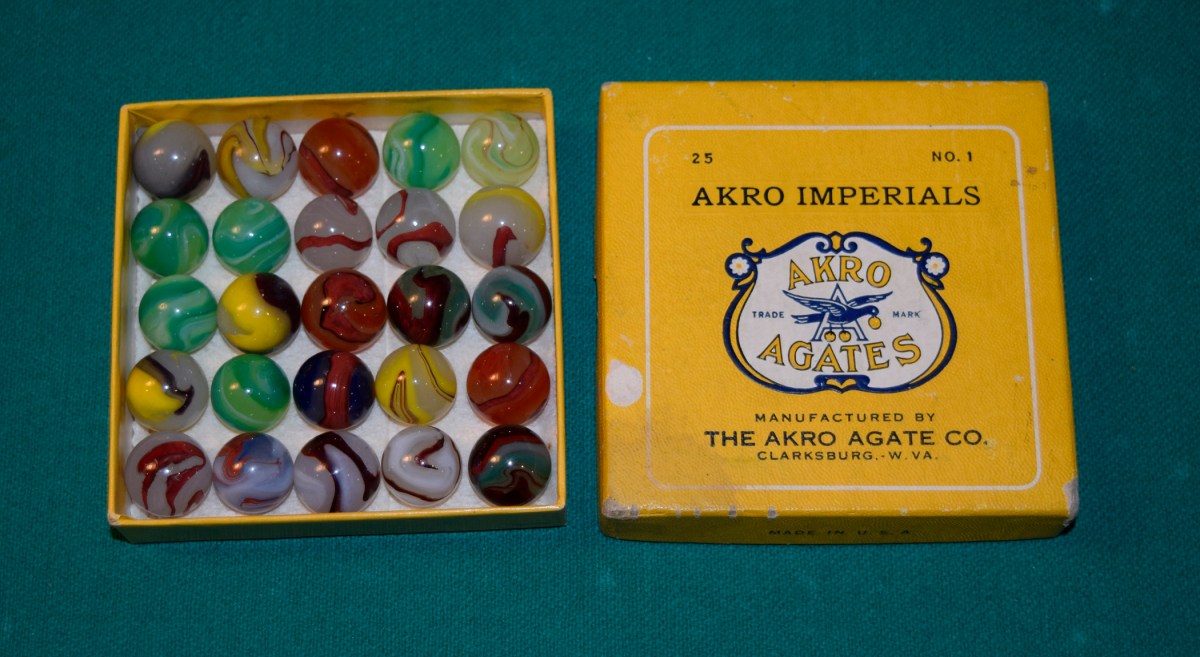 25 NO. 1
AKRO IMPERIALS
AKRO
TRADE A MARK
AGATES
MANUFACTURED BY
THE AKRO AGATE CO.
CLARKSBURG,-W.VA.
MADE IN U.S.A.